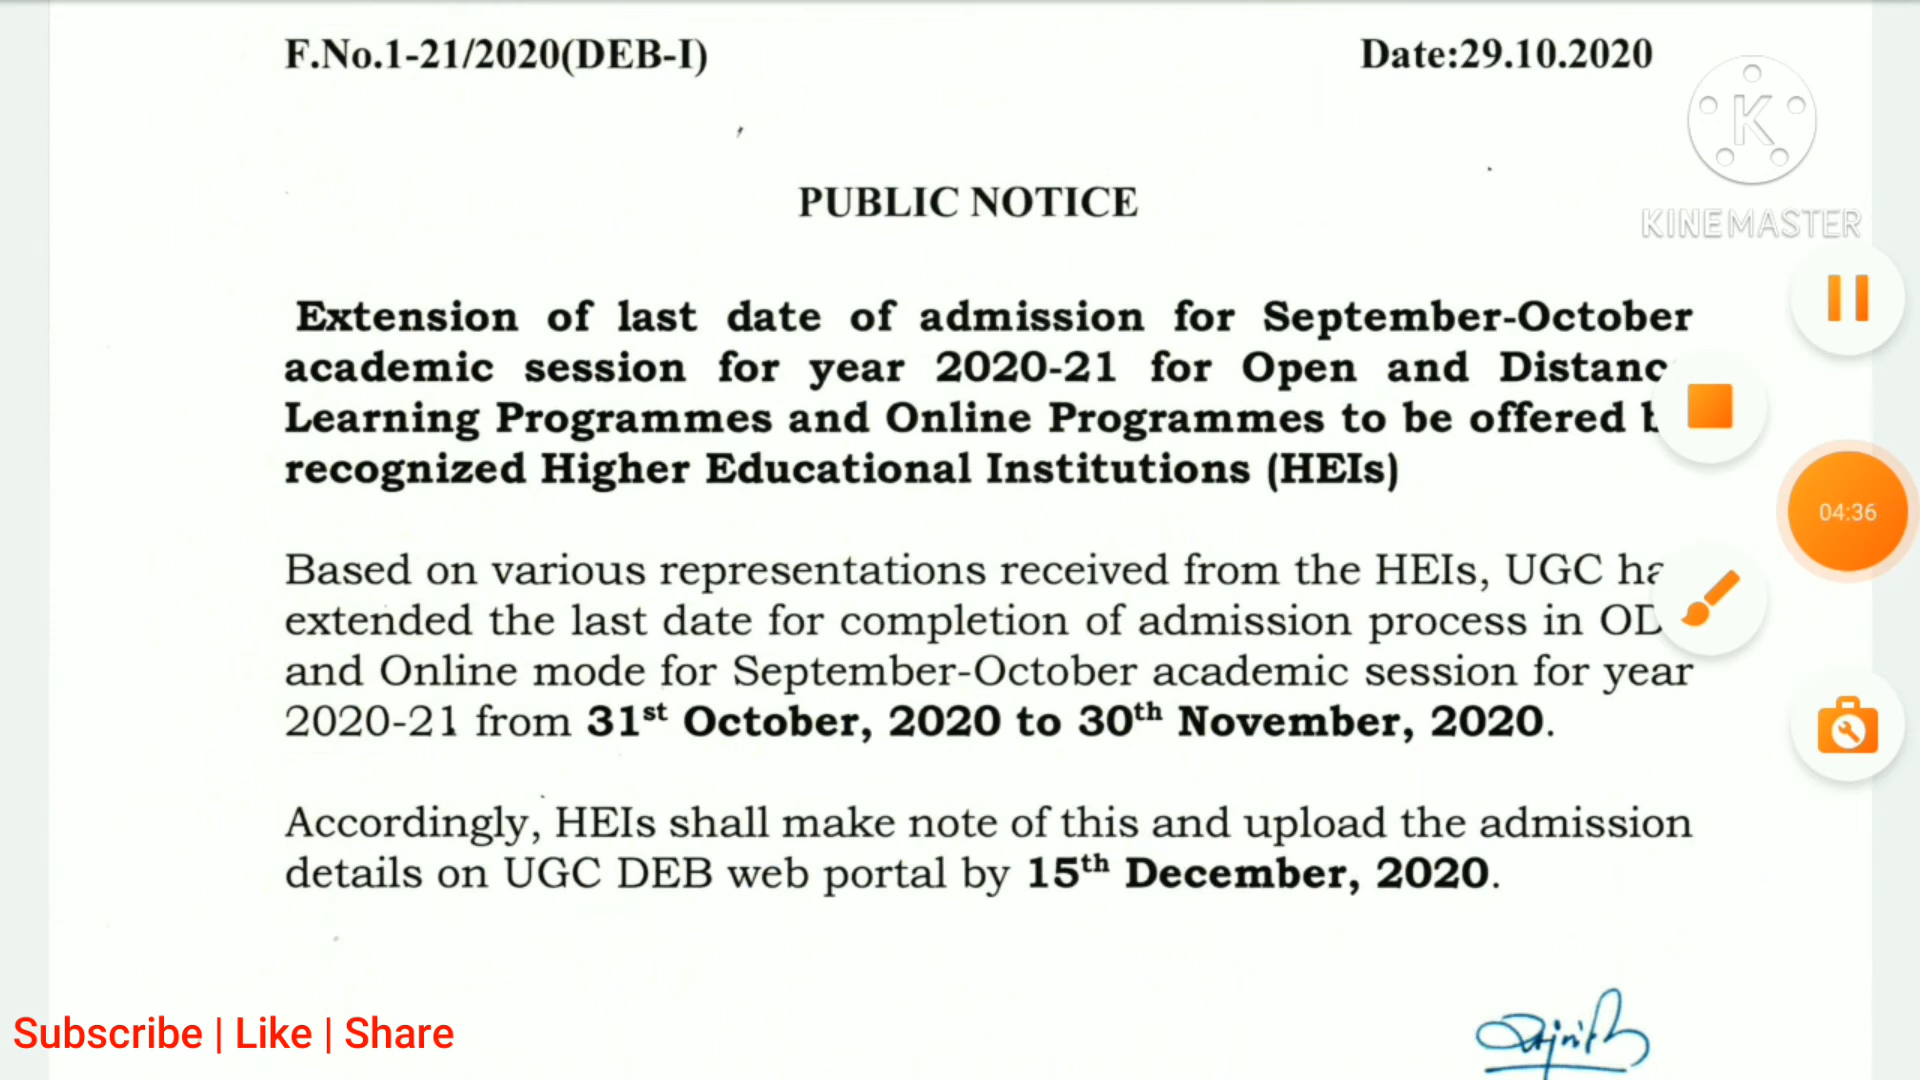 F.No.1-21/2020(DEB-I) Date:29.10.2020
K
KINEMASTER
PUBLIC NOTICE
Extension of last date of admission for September-October
academic session for year 2020-21 for Open and Distanc
Learning Programmes and Online Programmes to be offered
recognized Higher Educational Institutions (HEIs)
04:36
Based on various representations received from the HEIs, UGC ha
extended the last date for completion of admission process in OD
and Online mode for September-October academic session for year
2020-21 from 31st October, 2020 to 30th November, 2020.
Accordingly, HEIs shall make note of this and upload the admission
details on UGC DEB web portal by 15th December, 2020.
Subscribe | Like | Share